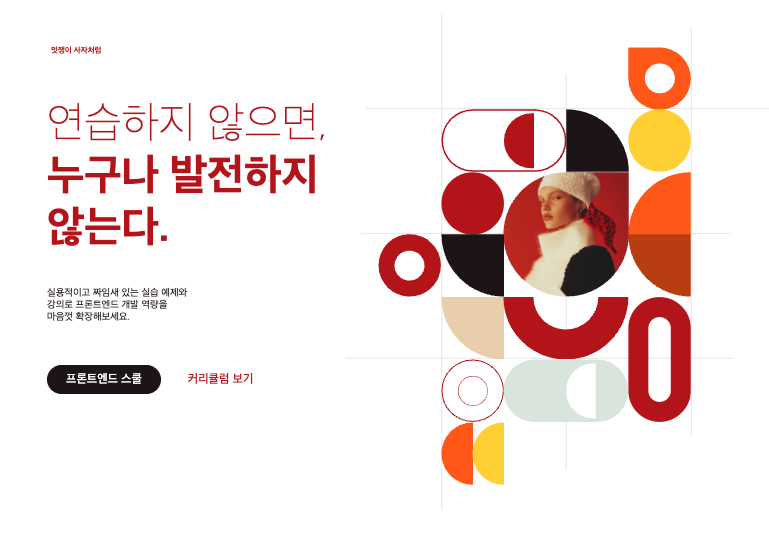 멋쟁이 사자처럼
연습하지 않으면,
누구나 발전하지
않는다.
실용적이고 짜임새 있는 실습 예제와
강의로 프론트엔드 개발 역량을
마음껏 확장해보세요.
프론트엔드 스쿨
커리큘럼 보기